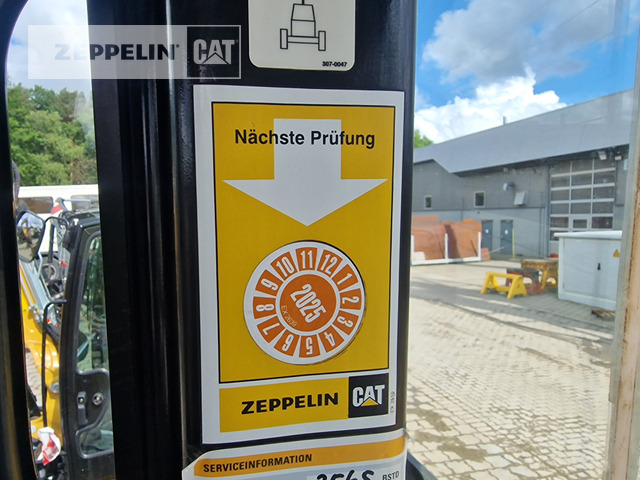 ZEPPELIN® CAT
307-0047
Nächste Prüfung
10 11 12 1 2 3 4 5 6 7 8 9
2025
ZEPPELIN CAT
SERVICEINFORMATION
BSTD